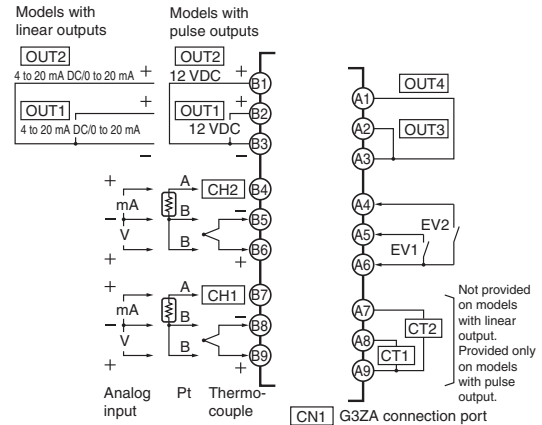 Models with linear outputs
Models with pulse outputs
OUT2
4 to 20 mA DC/0 to 20 mA +
OUT1 +
4 to 20 mA DC/0 to 20 mA
−
OUT2 +
12 VDC
OUT1 +
12 VDC
−
B1
B2
B3
+
mA
−
V
+
A
B
B
CH2
−
+
B4
B5
B6
+
mA
−
V
+
A
B
B
CH1
−
+
B7
B8
B9
Analog input
Pt
Thermo-couple
A1
A2
A3
OUT4
OUT3
A4
A5
A6
EV1
EV2
A7
A8
A9
CT2
CT1
Not provided
on models
with linear
output.
Provided only
on models
with pulse
output.
CN1 G3ZA connection port